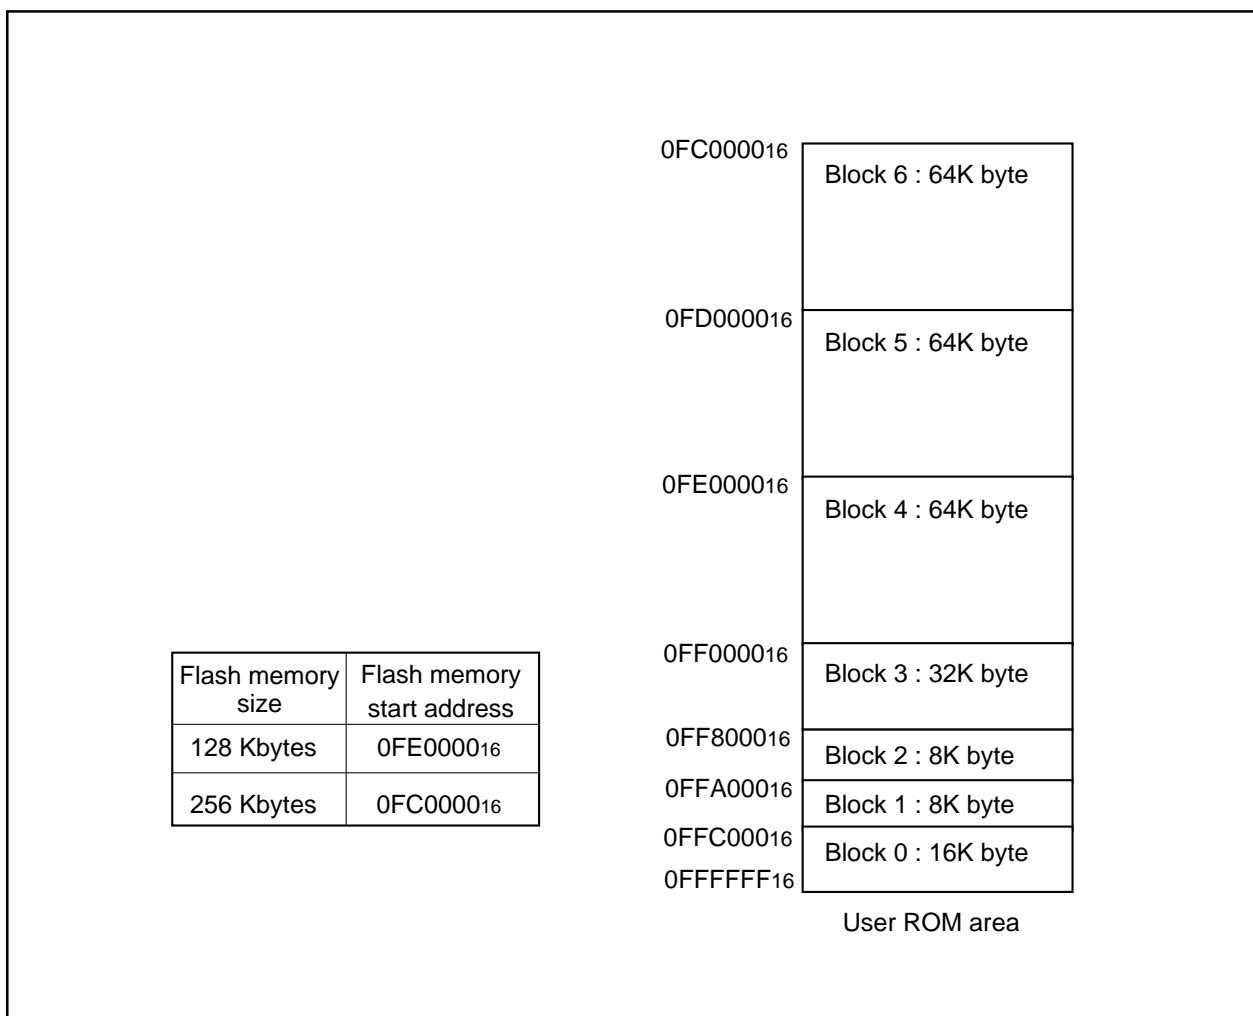 0FC000016
Block 6 : 64K byte
0FD000016
Block 5 : 64K byte
0FE000016
Block 4 : 64K byte
0FF000016
Block 3 : 32K byte
0FF800016
Block 2 : 8K byte
0FFA00016
Block 1 : 8K byte
0FFC00016
Block 0 : 16K byte
0FFFFFF16
User ROM area
Flash memory size
Flash memory start address
128 Kbytes
0FE000016
256 Kbytes
0FC000016